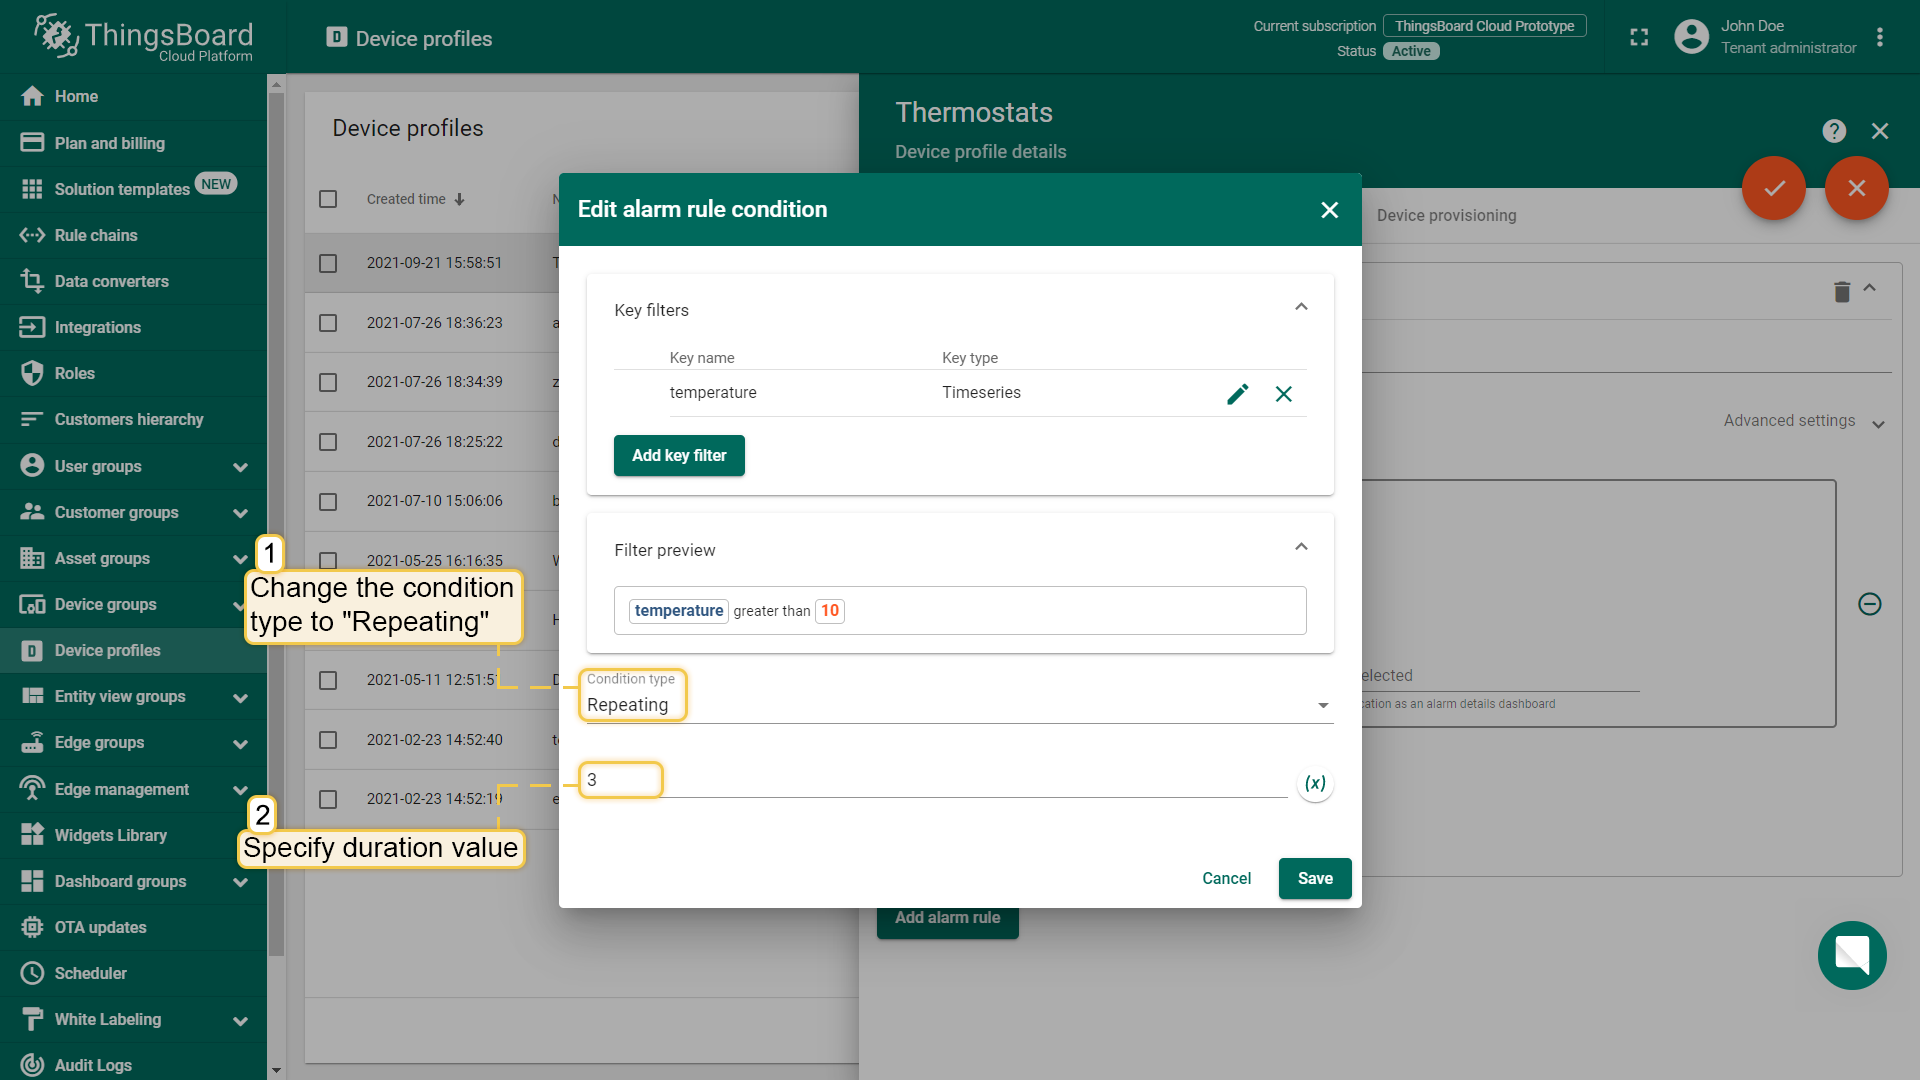 ThingsBoard
Cloud Platform
Device profiles
Current subscription ThingsBoard Cloud Prototype
Status Active
John Doe
Tenant administrator
Home
Plan and billing
Solution templates NEW
Rule chains
Data converters
Integrations
Roles
Customers hierarchy
User groups
Customer groups
Asset groups
Device groups
Device profiles
Entity view groups
Edge groups
Edge management
Widgets Library
Dashboard groups
OTA updates
Scheduler
White Labeling
Audit Logs
Device profiles
Created time
2021-09-21 15:58:51
2021-07-26 18:36:23
2021-07-26 18:34:39
2021-07-26 18:25:22
2021-07-10 15:06:06
2021-05-25 16:16:35
2021-05-11 12:51:5
2021-02-23 14:52:40
2021-02-23 14:52:19
1
Change the condition
type to "Repeating"
2
Specify duration value
Thermostats
Device profile details
Device provisioning
Advanced settings
elected
cation as an alarm details dashboard
Add alarm rule
Edit alarm rule condition
Key filters
Key name Key type
temperature Timeseries
Add key filter
Filter preview
temperature greater than 10
Condition type
Repeating
3
(x)
Cancel Save